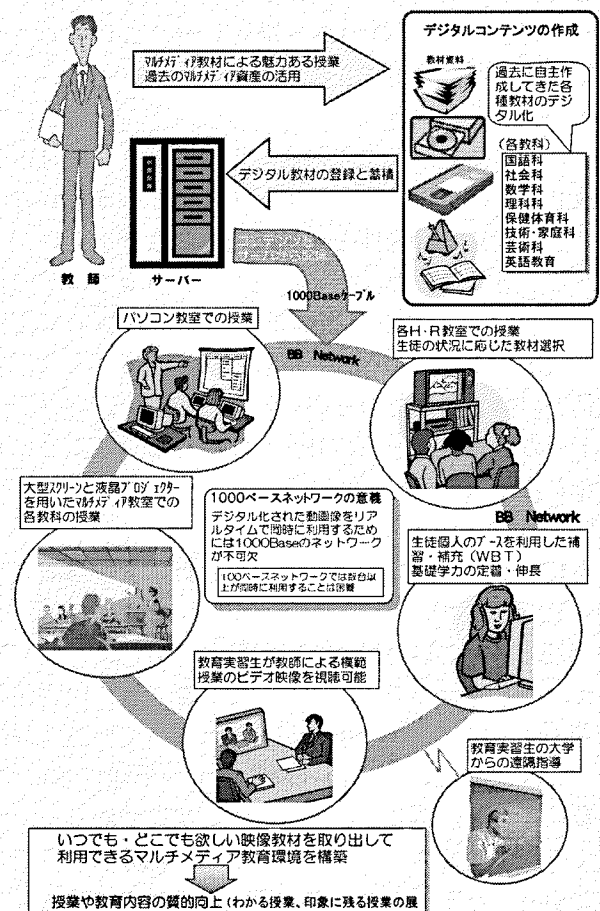 マルチメディア教材による魅力ある授業
過去のマルチメディア資産の活用
デジタルコンテンツの作成
教材資料
過去に自主作
成してきた各
種教材のデジ
タル化
(各教科)
国語科
社会科
数学科
理科科
保健体育科
技術・家庭科
芸術科
英語教育
デジタル教材の登録と蓄積
教 師
サーバー
1000Baseケーブル
パソコン教室での授業
BB Network
各H・R教室での授業
生徒の状況に応じた教材選択
大型スクリーンと液晶プロジェクター
を用いたマルチメディア教室での
各教科の授業
1000ベースネットワークの意義
デジタル化された動画像をリア
ルタイムで同時に利用するため
には1000Baseのネットワーク
が不可欠
100ベースネットワークでは数台以
上が同時に利用することは困難
BB Network
生徒個人のブースを利用した補
習・補充(WBT)
基礎学力の定着・伸長
教育実習生が教師による模範
授業のビデオ映像を視聴可能
教育実習生の大学
からの遠隔指導
いつでも・どこでも欲しい映像教材を取り出して
利用できるマルチメディア教育環境を構築
授業や教育内容の質的向上(わかる授業、印象に残る授業の展